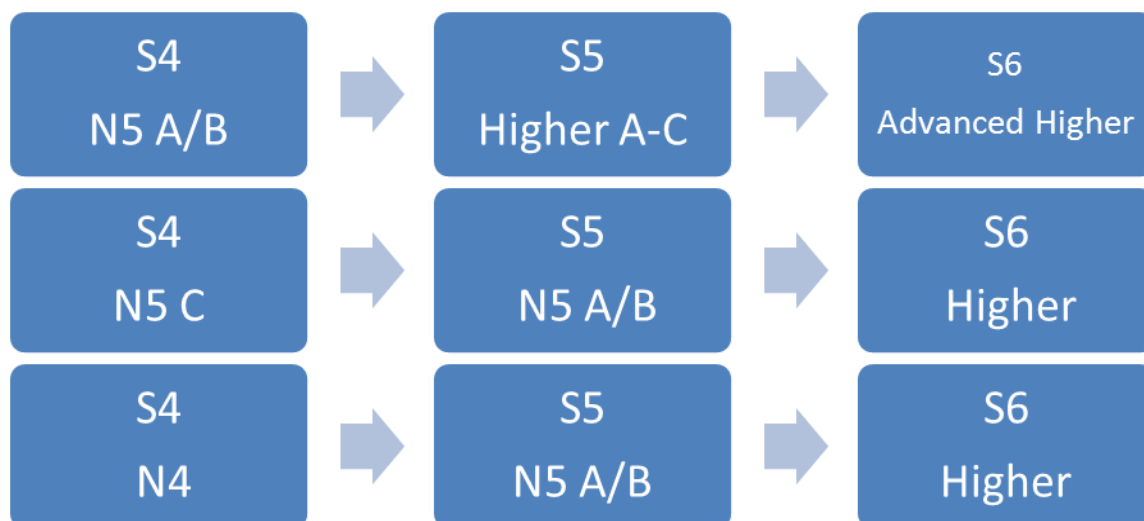 S4
N5 A/B
S5
Higher A-C
S6
Advanced Higher
S4
N5 C
S5
N5 A/B
S6
Higher
S4
N4
S5
N5 A/B
S6
Higher